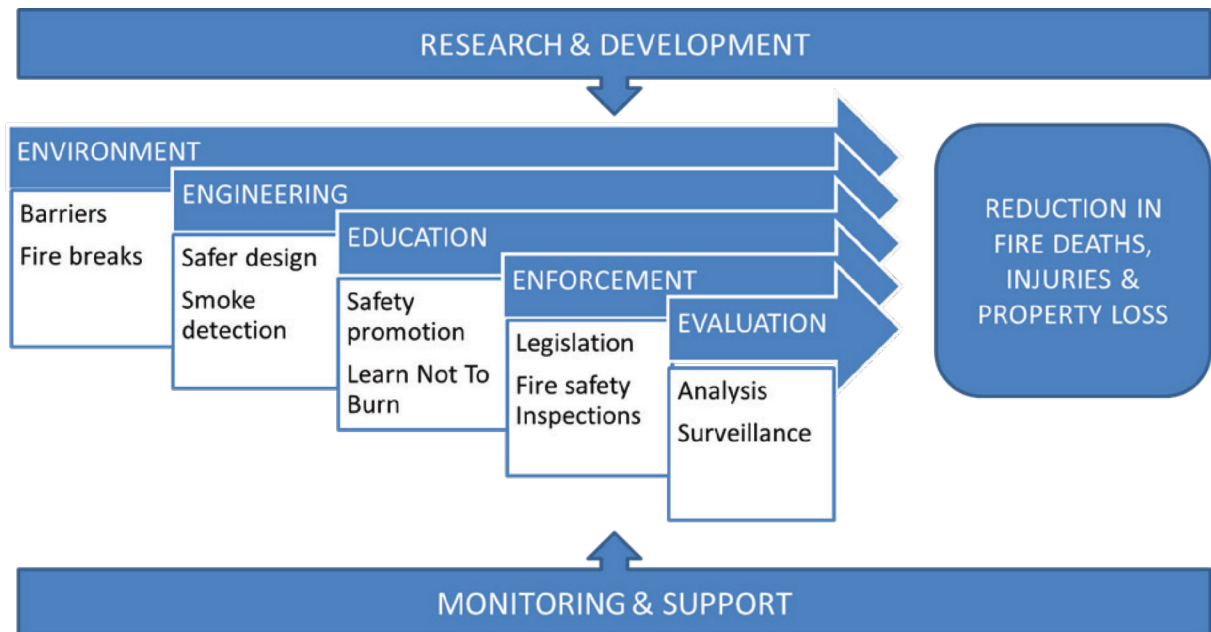 RESEARCH & DEVELOPMENT
ENVIRONMENT
Barriers
Fire breaks
ENGINEERING
Safer design
Smoke
detection
EDUCATION
Safety
promotion
Learn Not To
Burn
ENFORCEMENT
Legislation
Fire safety
Inspections
EVALUATION
Analysis
Surveillance
REDUCTION IN
FIRE DEATHS,
INJURIES &
PROPERTY LOSS
MONITORING & SUPPORT